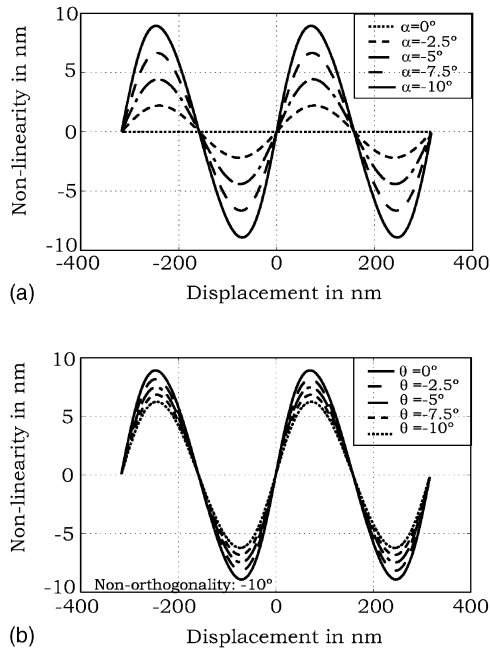 10
5
0
-5
-10
Non-linearity in nm
α=0°
α=-2.5°
α=-5°
α=-7.5°
α=-10°
-400 -200 0 200 400
(a)
Displacement in nm
10
5
0
-5
-10
Non-linearity in nm
θ =0°
θ =-2.5°
θ =-5°
θ =-7.5°
θ =-10°
Non-orthogonality: -10°
-400 -200 0 200 400
(b)
Displacement in nm